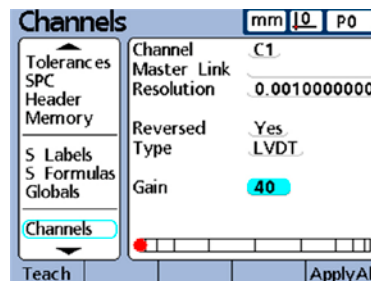 Channels mm 0 P0
Tolerances
SPC
Header
Memory
S Labels
S Formulas
Globals
Channels
Channel C1
Master Link
Resolution 0.0010000000
Reversed Yes
Type LVDT
Gain 40
Teach ApplyAl